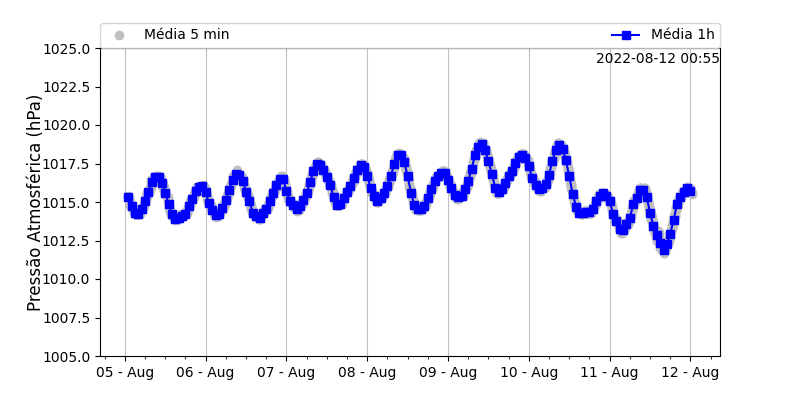 Média 5 min
Média 1h
2022-08-12 00:55
Pressão Atmosférica (hPa)
1025.0
1022.5
1020.0
1017.5
1015.0
1012.5
1010.0
1007.5
1005.0
05 - Aug
06 - Aug
07 - Aug
08 - Aug
09 - Aug
10 - Aug
11 - Aug
12 - Aug